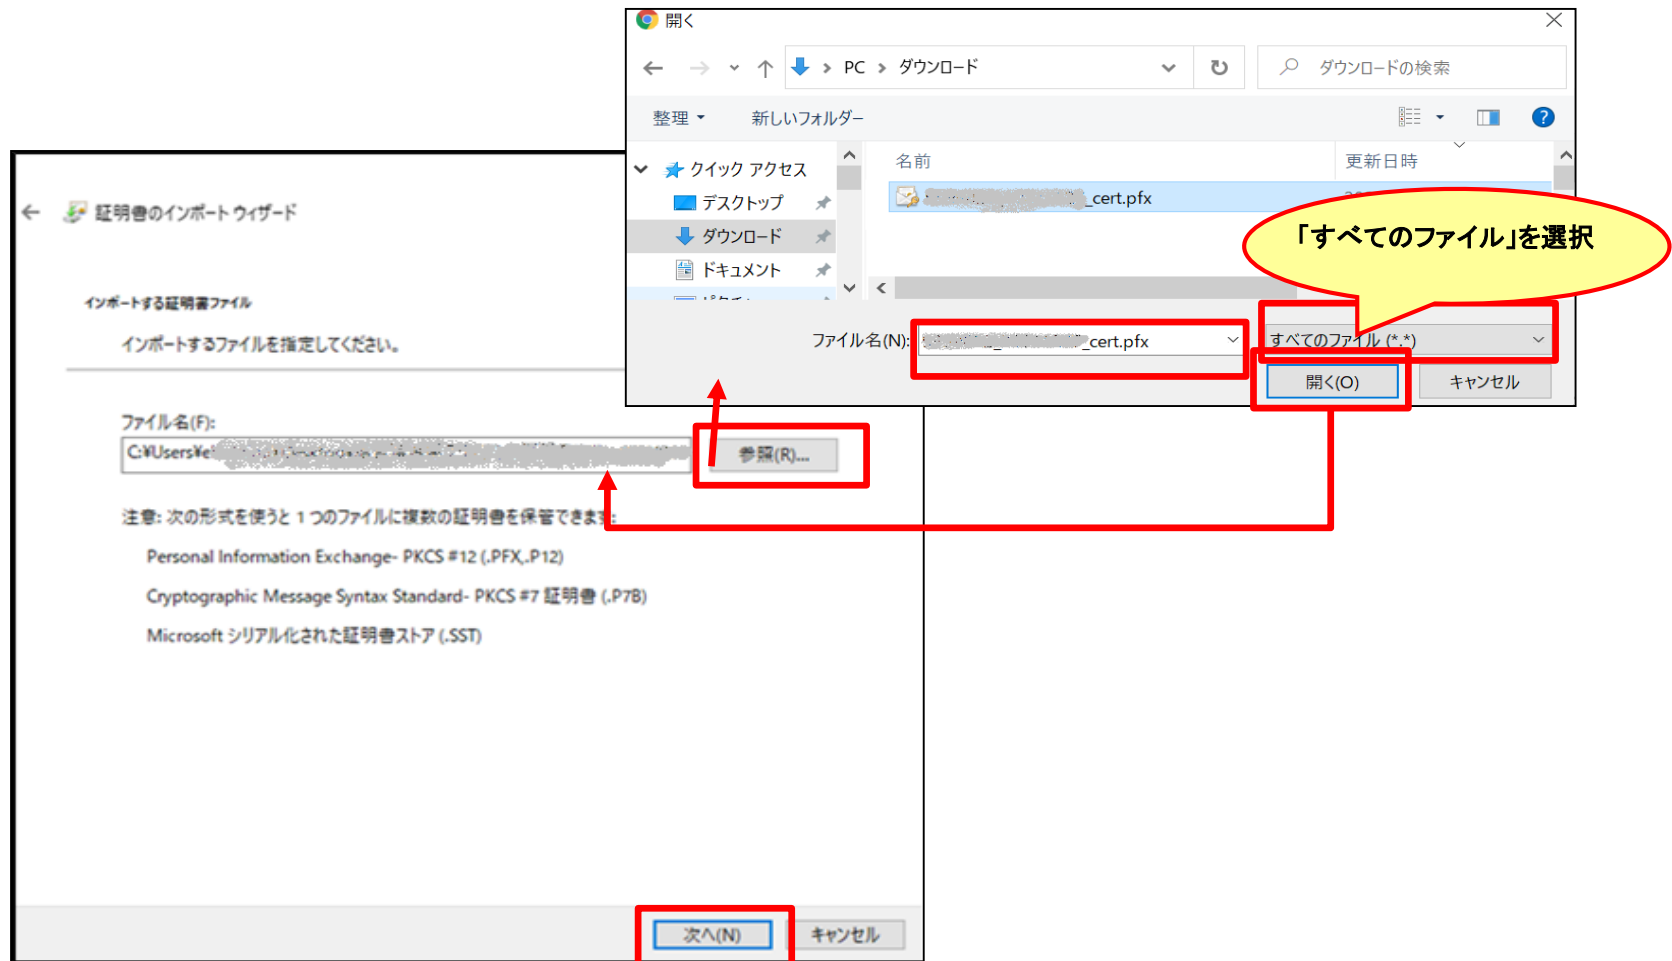 開く
PC > ダウンロード
ダウンロードの検索
整理
新しいフォルダー
クイック アクセス
デスクトップ
ダウンロード
ドキュメント
名前
更新日時
_cert.pfx
「すべてのファイル」を選択
ファイル名(N):
_cert.pfx
すべてのファイル (*.*)
開く(O)
キャンセル
証明書のインポート ウィザード
インポートする証明書ファイル
インポートするファイルを指定してください。
ファイル名(F):
C:¥Users¥e
参照(R)...
注意: 次の形式を使うと 1 つのファイルに複数の証明書を保管できます:
Personal Information Exchange- PKCS #12 (.PFX,.P12)
Cryptographic Message Syntax Standard- PKCS #7 証明書 (.P7B)
Microsoft シリアル化された証明書ストア (.SST)
次へ(N)
キャンセル